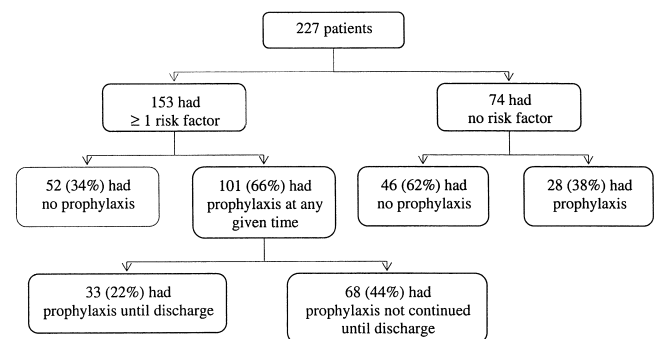 227 patients
153 had
≥ 1 risk factor
74 had
no risk factor
52 (34%) had
no prophylaxis
101 (66%) had
prophylaxis at any
given time
46 (62%) had
no prophylaxis
28 (38%) had
prophylaxis
33 (22%) had
prophylaxis until discharge
68 (44%) had
prophylaxis not continued
until discharge